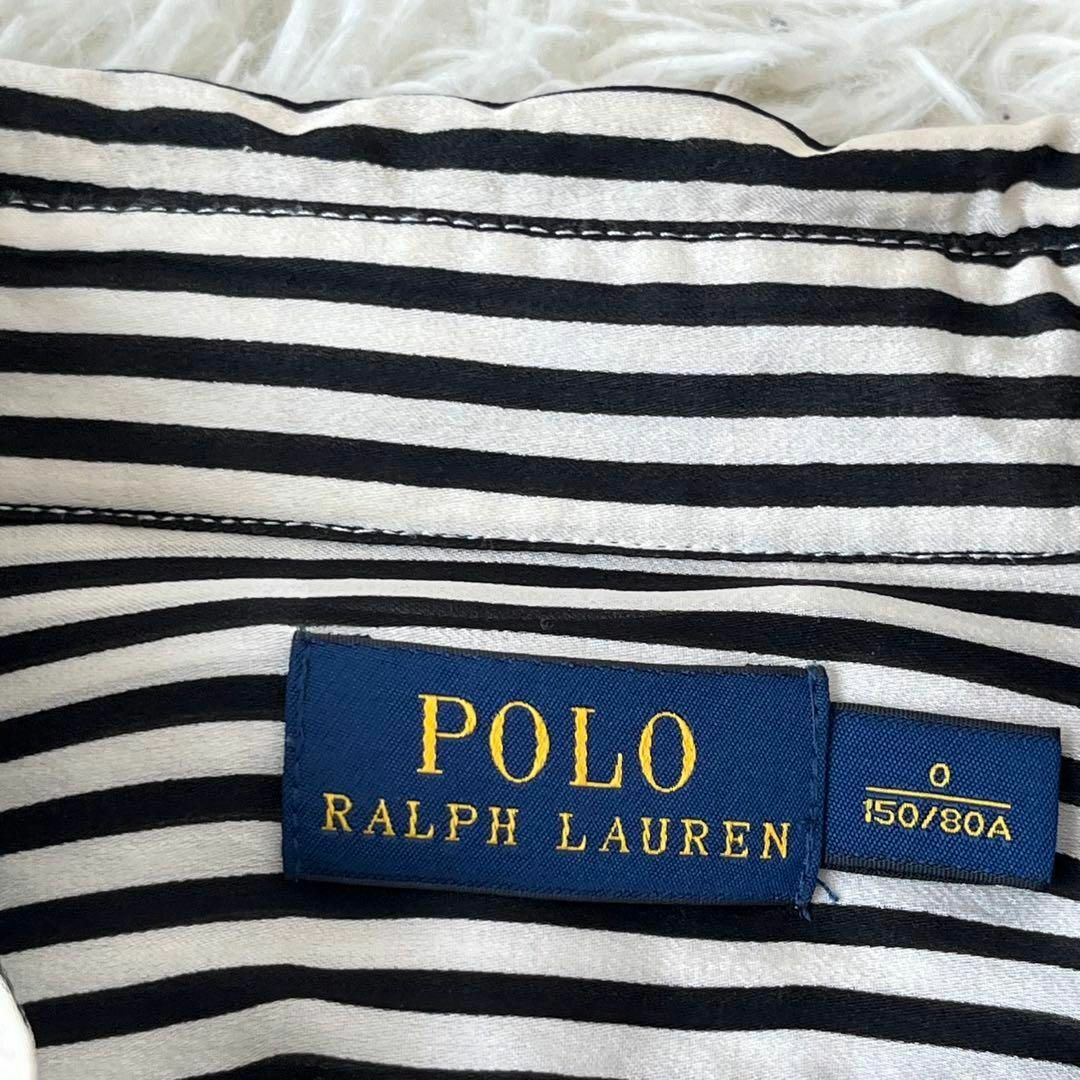 POLO
RALPH LAUREN
0
150/80A